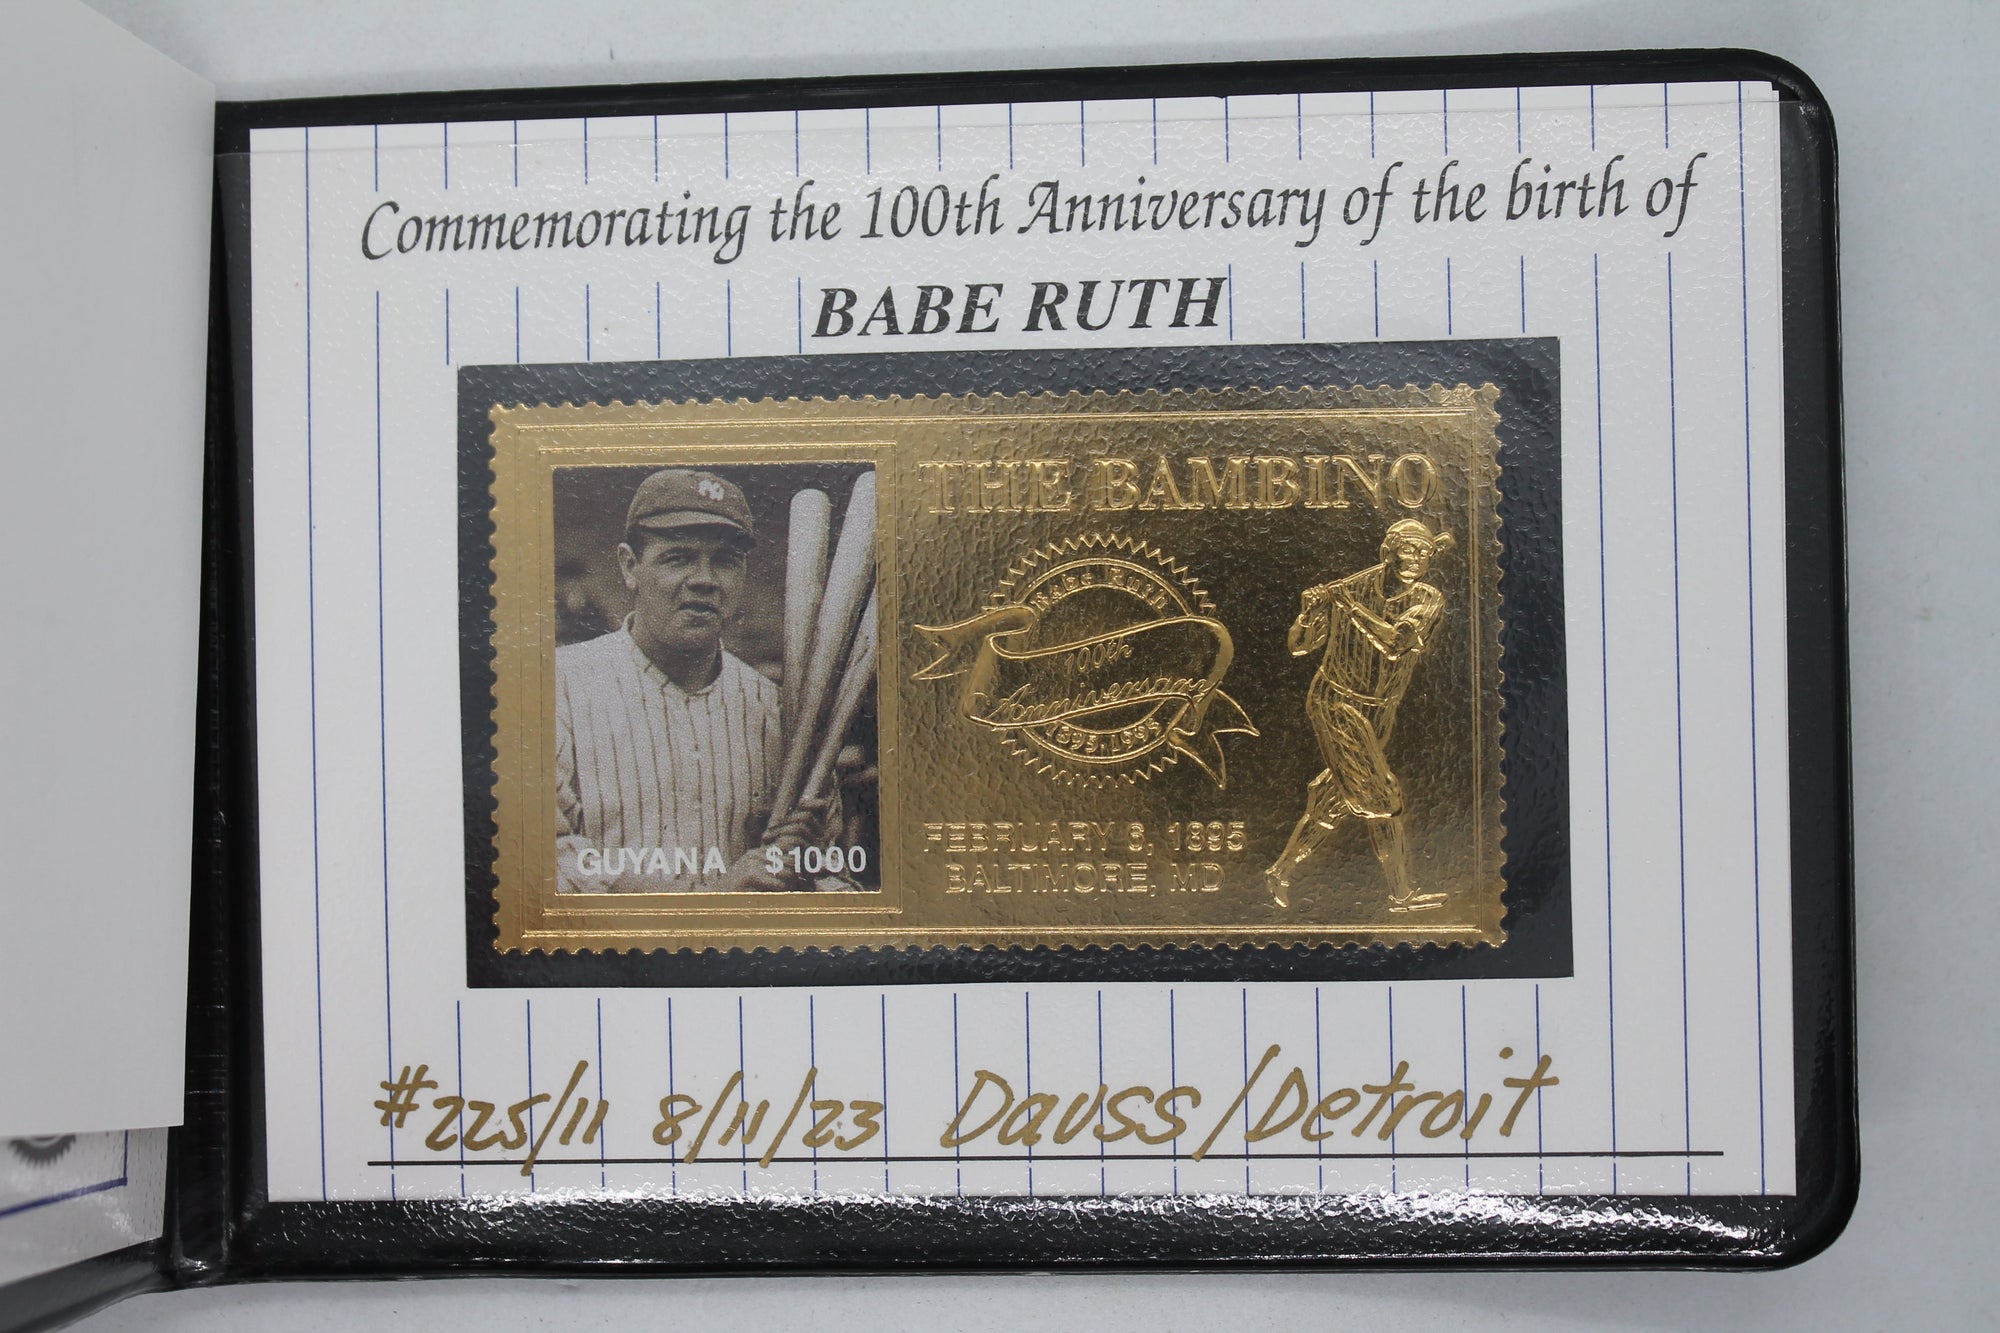 Commemorating the 100th Anniversary of the birth of
BABE RUTH
NY
GUYANA $1000
THE BAMBINO
Babe Ruth
100th
Anniversary
1895-1995
FEBRUARY 6, 1895
BALTIMORE, MD
#225/11 8/11/23 Dauss/Detroit